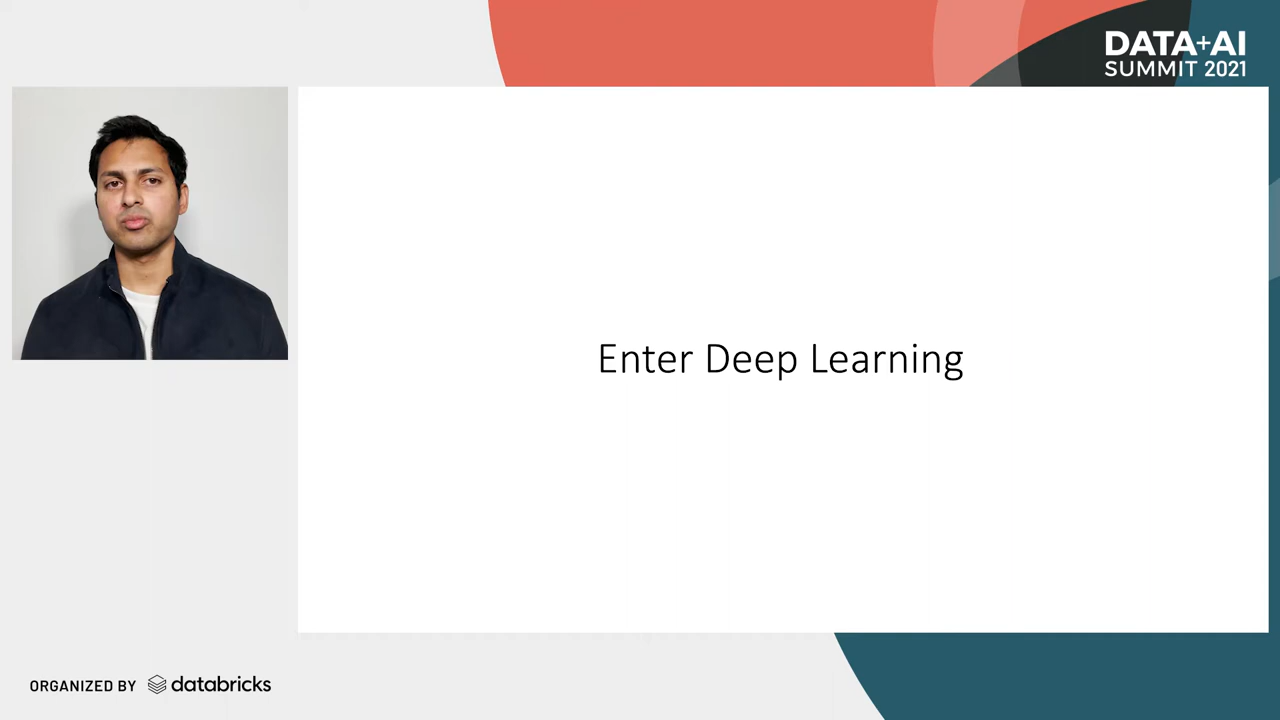 DATA+AI
SUMMIT 2021
Enter Deep Learning
ORGANIZED BY databricks